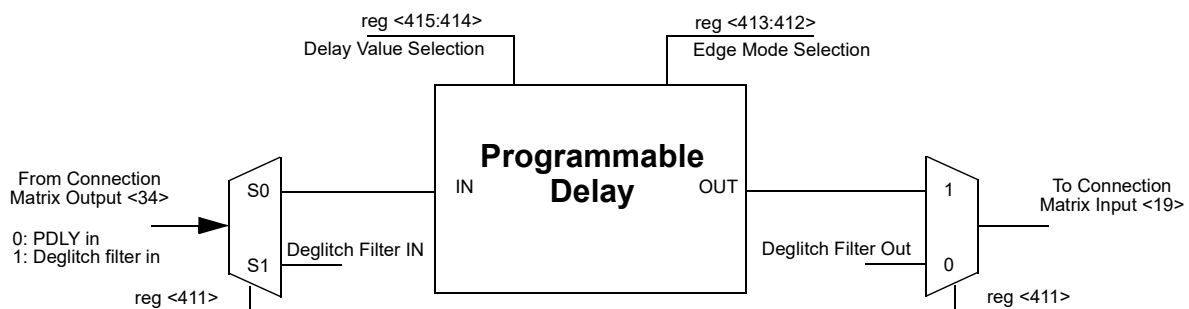 reg <415:414>
Delay Value Selection
reg <413:412>
Edge Mode Selection
Programmable
Delay
IN
OUT
From Connection
Matrix Output <34>
0: PDLY in
1: Deglitch filter in
S0
S1
Deglitch Filter IN
reg <411>
Deglitch Filter Out
1
0
To Connection
Matrix Input <19>
reg <411>